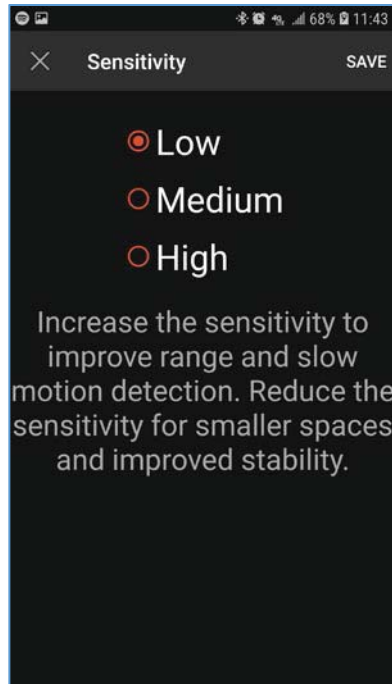 68% 11:43
Sensitivity SAVE
Low
Medium
High
Increase the sensitivity to
improve range and slow
motion detection. Reduce the
sensitivity for smaller spaces
and improved stability.